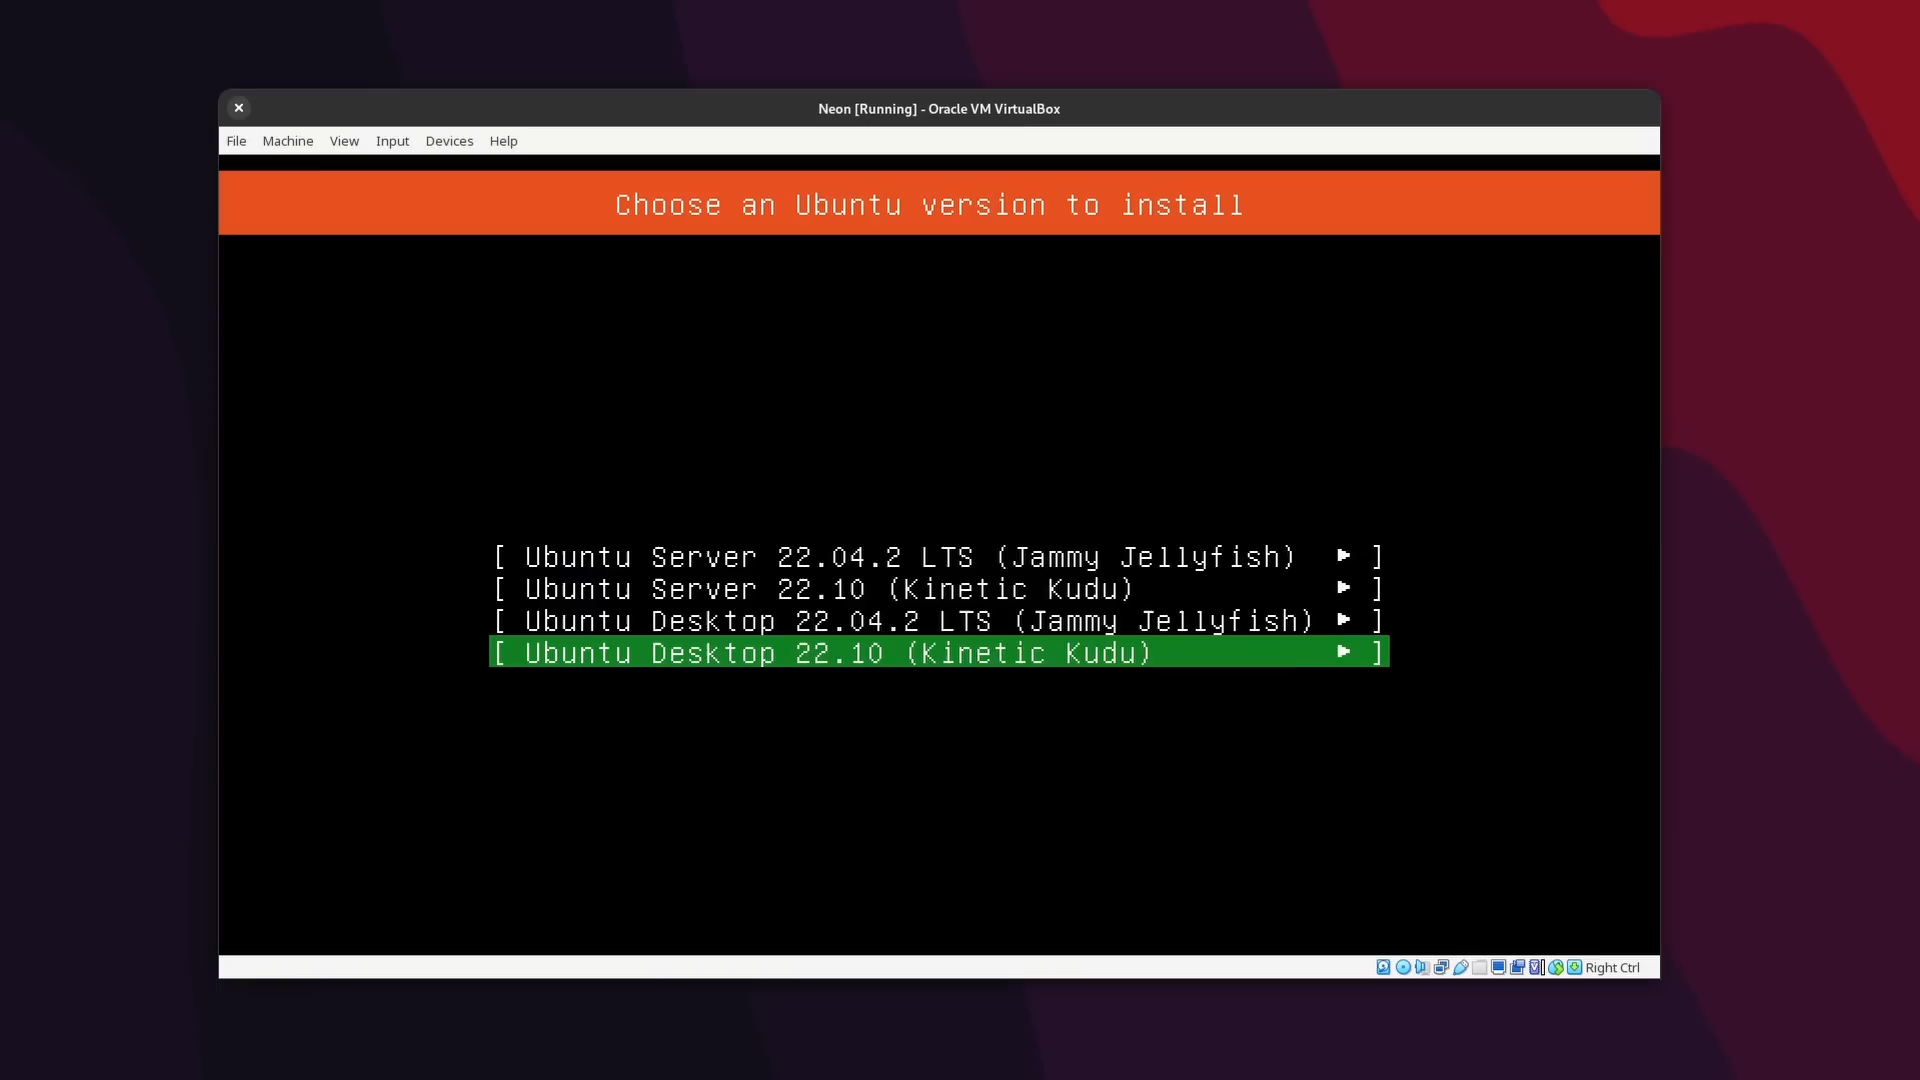 Neon [Running] - Oracle VM VirtualBox
File Machine View Input Devices Help
Choose an Ubuntu version to install
[ Ubuntu Server 22.04.2 LTS (Jammy Jellyfish) ► ]
[ Ubuntu Server 22.10 (Kinetic Kudu) ► ]
[ Ubuntu Desktop 22.04.2 LTS (Jammy Jellyfish) ► ]
[ Ubuntu Desktop 22.10 (Kinetic Kudu) ► ]
Right Ctrl